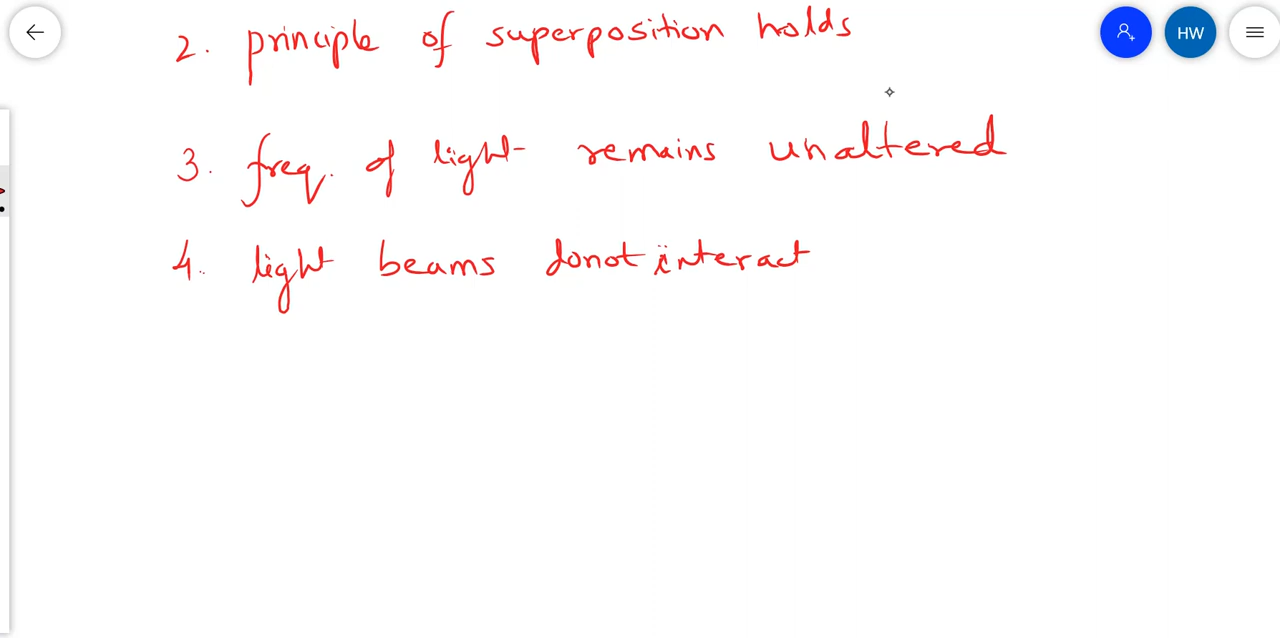 2. principle of superposition holds
HW
3. freq. of light remains unaltered
4. light beams donot interact